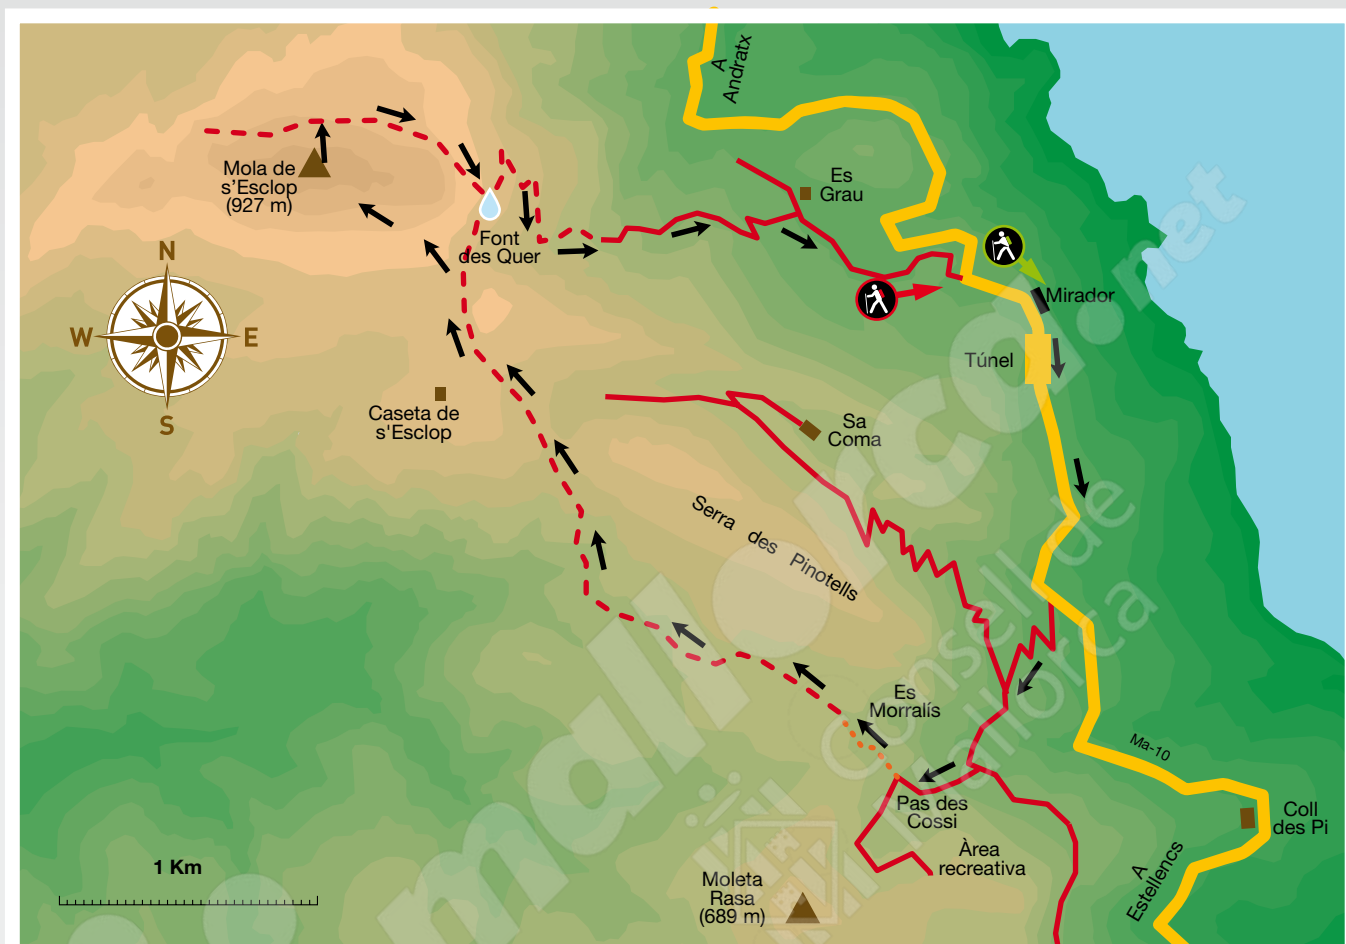 A
Andratx
Mola de
s'Esclop
(927 m)
Es
Grau
Font
des Quer
N
W
E
S
Mirador
Túnel
Caseta de
s'Esclop
Sa
Coma
Serra des Pinotells
Es
Morralís
Ma-10
Pas des
Cossi
Coll
des Pi
Àrea
recreativa
A
Estellencs
1 Km
Moleta
Rasa
(689 m)
mallorca.net
Consell de
Mallorca